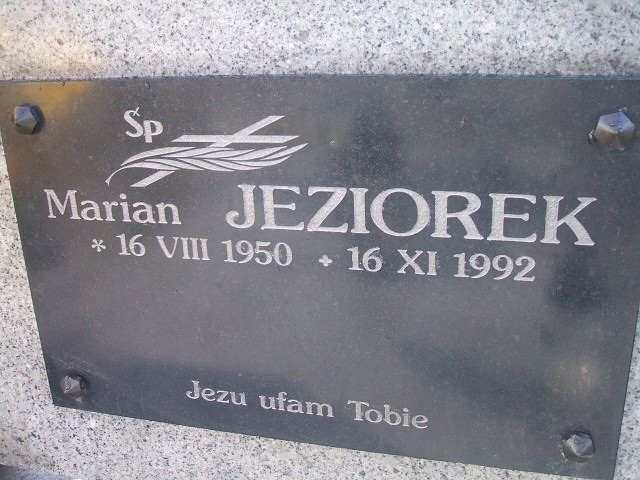 Śp
Marian JEZIOREK
* 16 VIII 1950 + 16 XI 1992
Jezu ufam Tobie